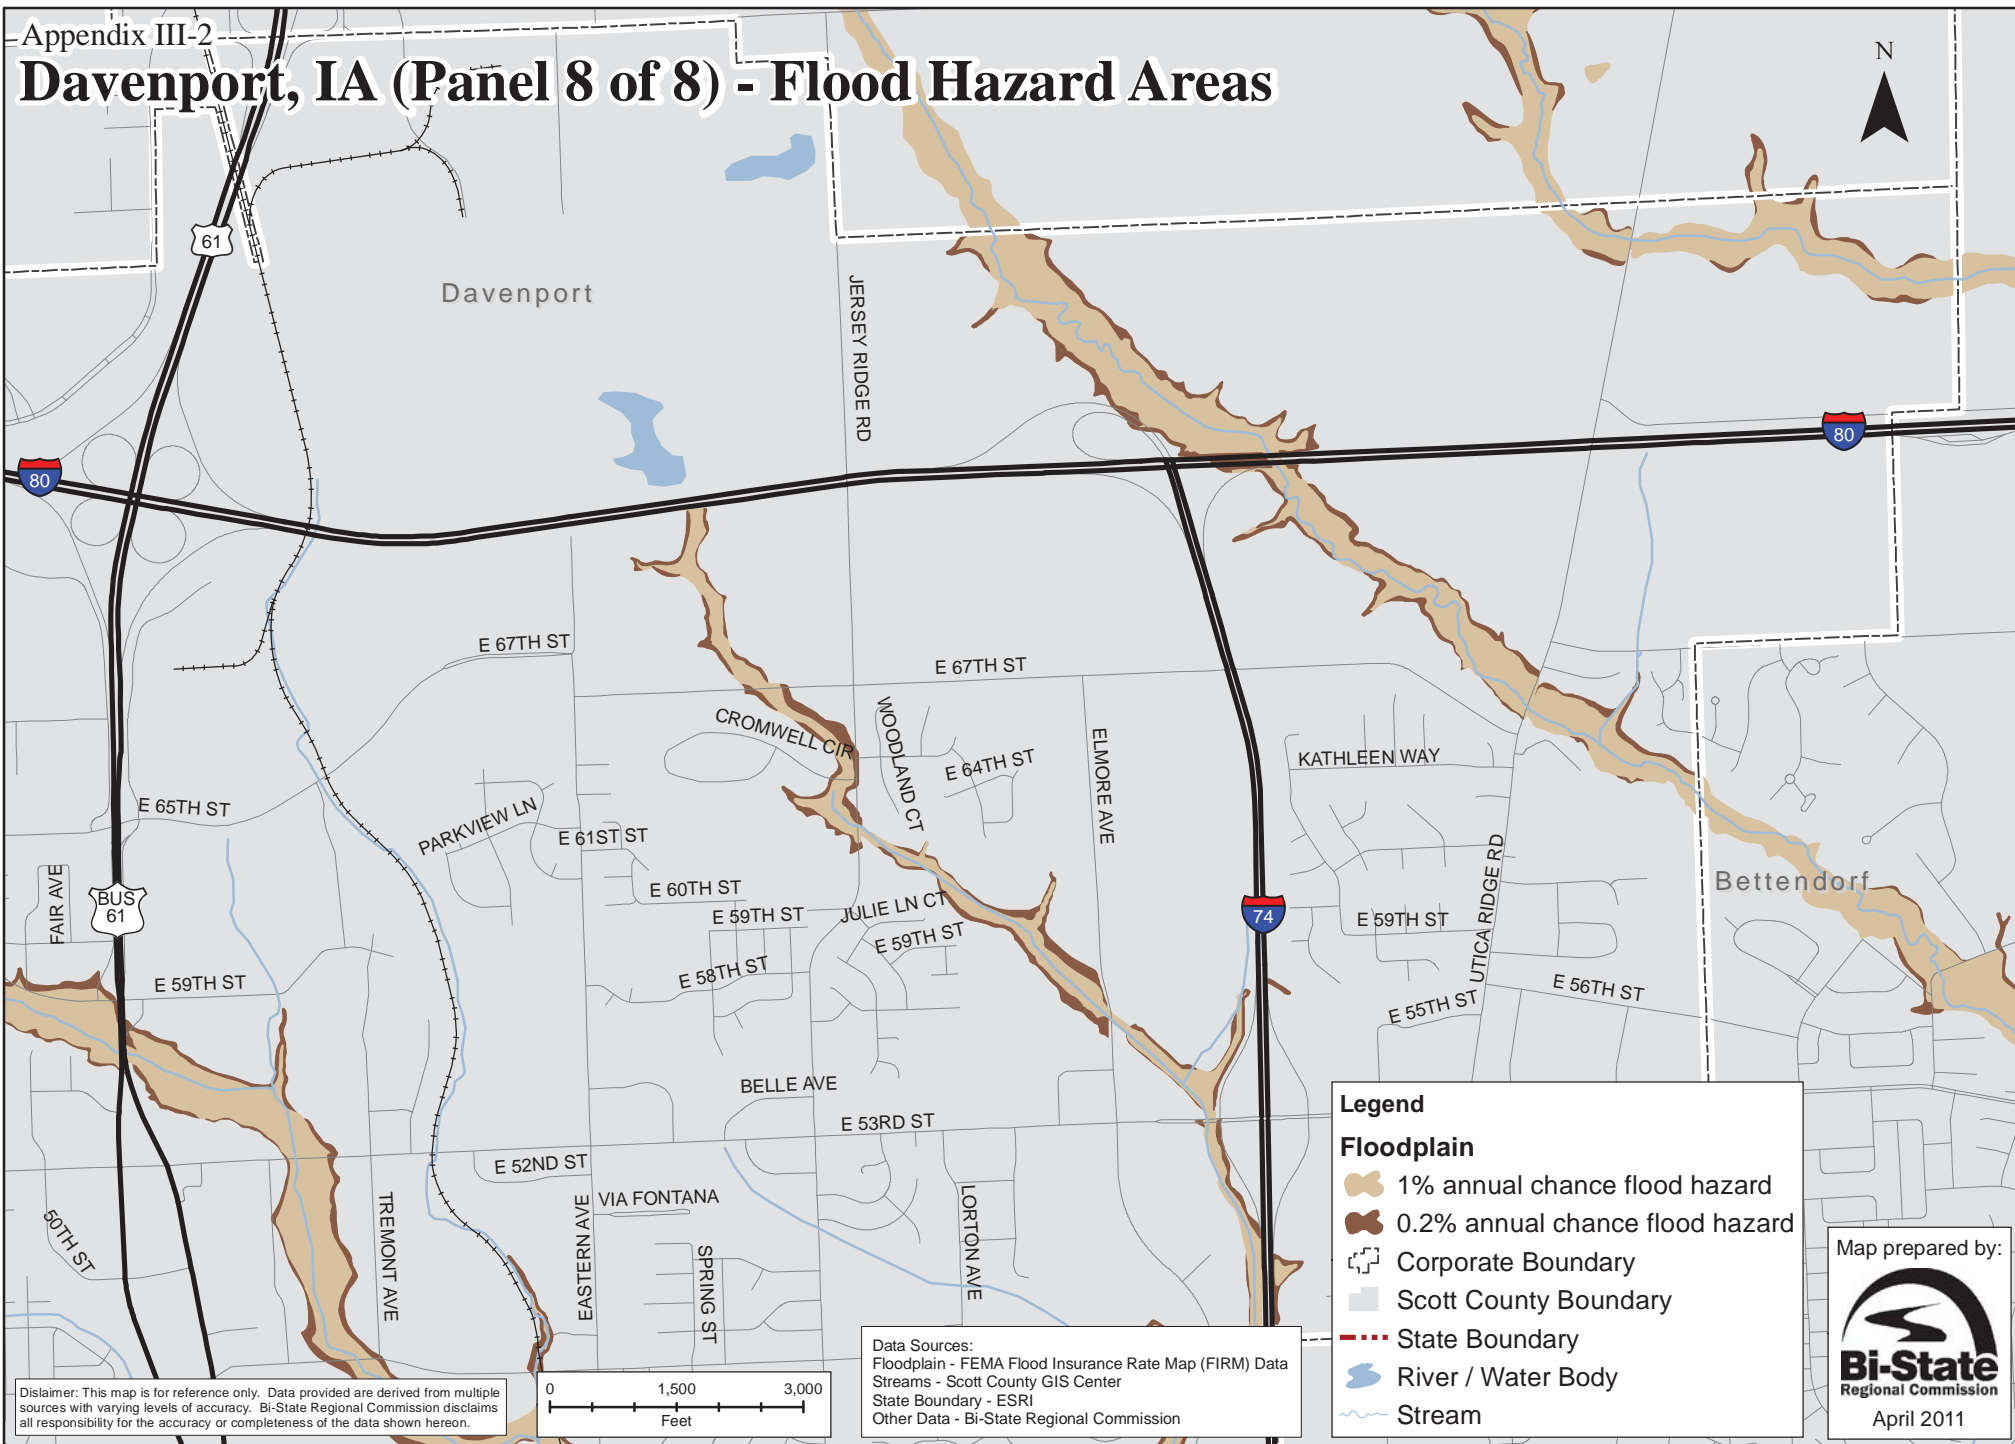 Appendix III-2
Davenport, IA (Panel 8 of 8) - Flood Hazard Areas
N
61
Davenport
JERSEY RIDGE RD
80
80
E 67TH ST
E 67TH ST
CROMWELL CIR
WOODLAND CT
E 64TH ST
ELMORE AVE
KATHLEEN WAY
E 65TH ST
PARKVIEW LN
E 61ST ST
FAIR AVE
BUS
61
E 60TH ST
E 59TH ST
JULIE LN CT
E 59TH ST
74
E 59TH ST
UTICA RIDGE RD
Bettendorf
E 59TH ST
E 58TH ST
E 55TH ST
E 56TH ST
BELLE AVE
E 53RD ST
E 52ND ST
VIA FONTANA
50TH ST
TREMONT AVE
EASTERN AVE
SPRING ST
LORTON AVE
Legend
Floodplain
1% annual chance flood hazard
0.2% annual chance flood hazard
Corporate Boundary
Scott County Boundary
State Boundary
River / Water Body
Stream
Map prepared by:
Bi-State
Regional Commission
April 2011
Dislaimer: This map is for reference only. Data provided are derived from multiple
sources with varying levels of accuracy. Bi-State Regional Commission disclaims
all responsibility for the accuracy or completeness of the data shown hereon.
0 1,500 3,000
Feet
Data Sources:
Floodplain - FEMA Flood Insurance Rate Map (FIRM) Data
Streams - Scott County GIS Center
State Boundary - ESRI
Other Data - Bi-State Regional Commission